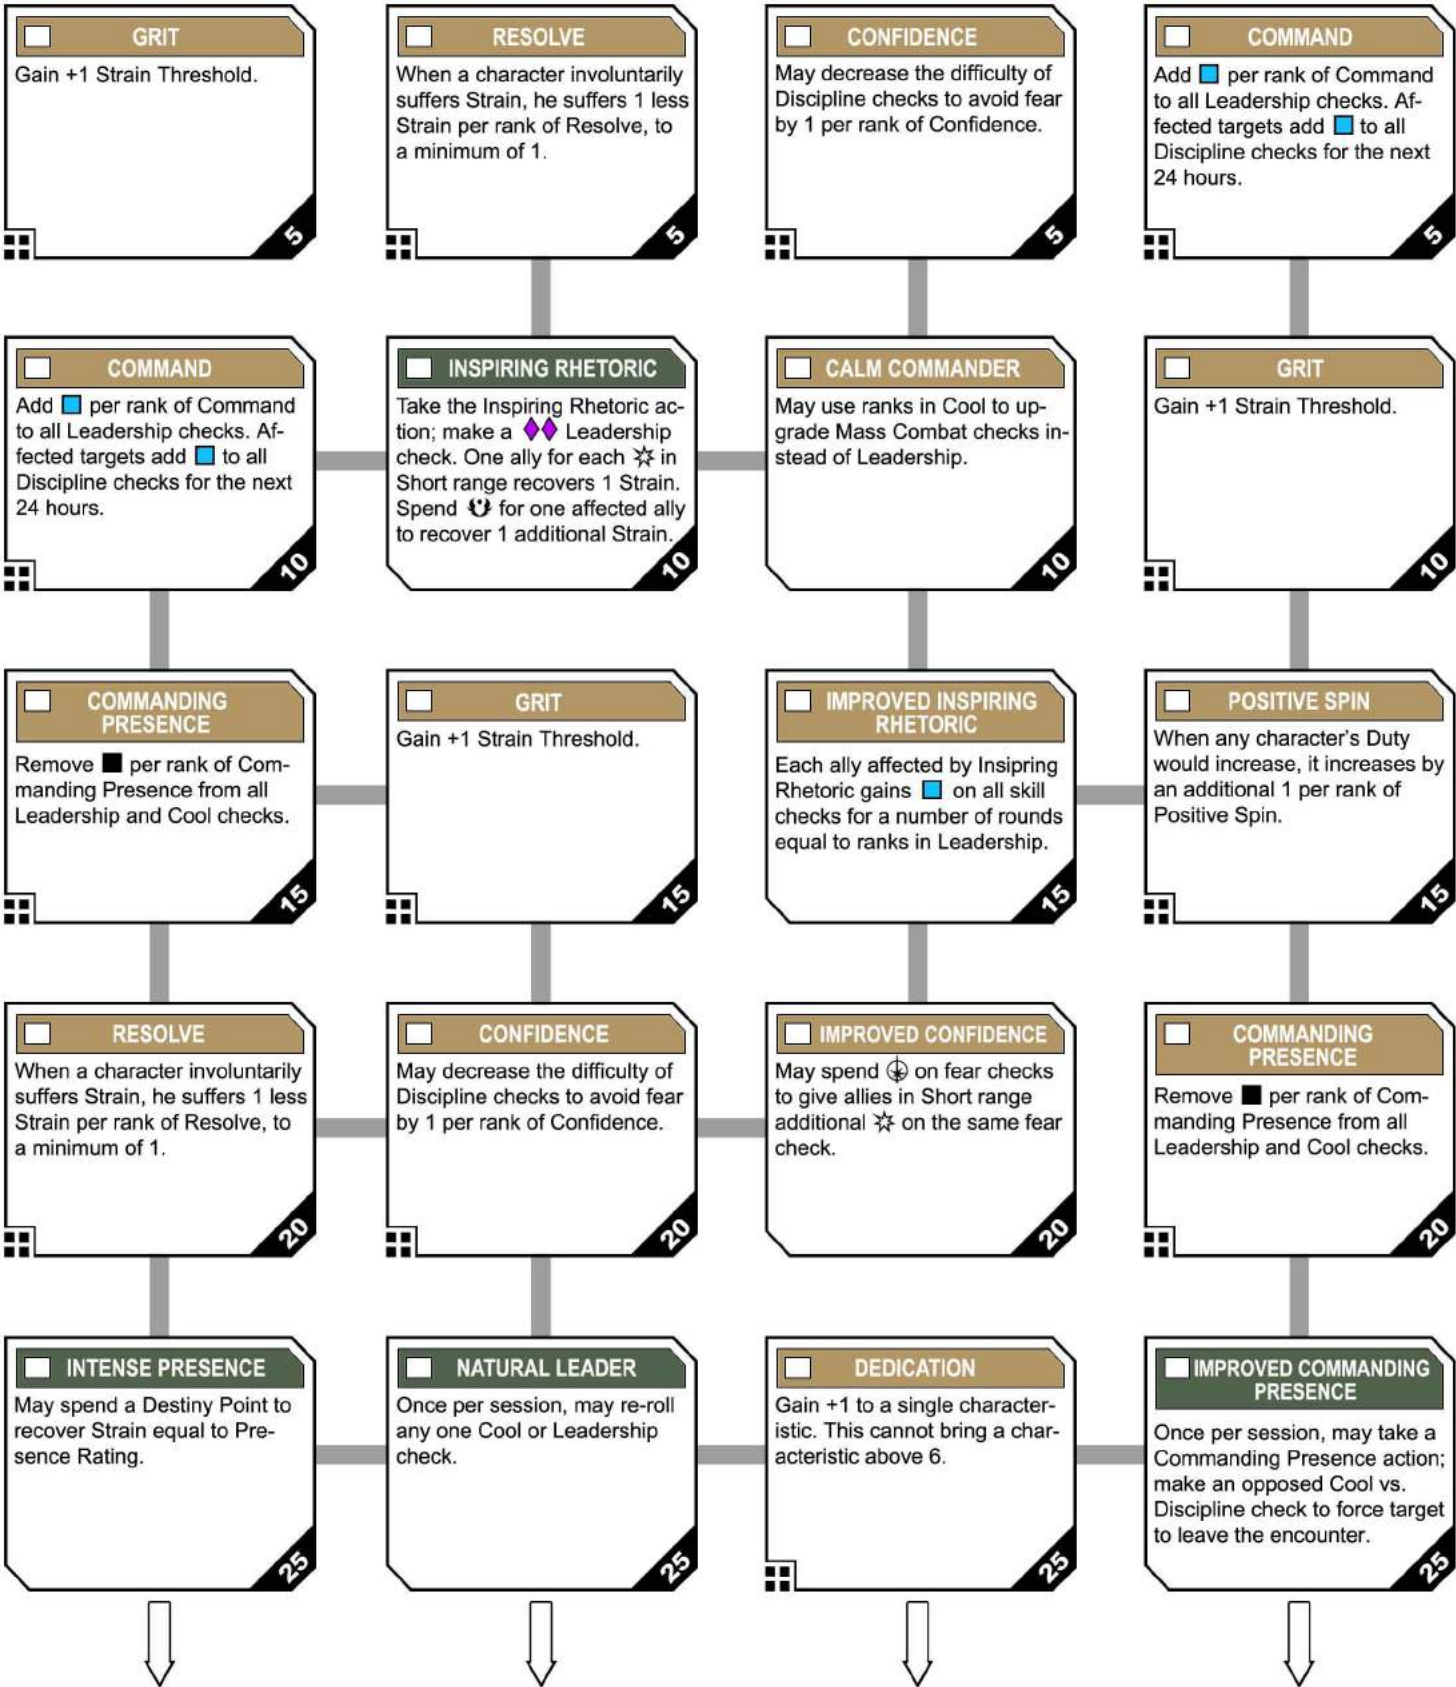 GRIT
Gain +1 Strain Threshold.
5
RESOLVE
When a character involuntarily
suffers Strain, he suffers 1 less
Strain per rank of Resolve, to
a minimum of 1.
5
CONFIDENCE
May decrease the difficulty of
Discipline checks to avoid fear
by 1 per rank of Confidence.
5
COMMAND
Add per rank of Command
to all Leadership checks. Af-
fected targets add to all
Discipline checks for the next
24 hours.
5
COMMAND
Add per rank of Command
to all Leadership checks. Af-
fected targets add to all
Discipline checks for the next
24 hours.
10
INSPIRING RHETORIC
Take the Inspiring Rhetoric ac-
tion; make a Leadership
check. One ally for each in
Short range recovers 1 Strain.
Spend for one affected ally
to recover 1 additional Strain.
10
CALM COMMANDER
May use ranks in Cool to up-
grade Mass Combat checks in-
stead of Leadership.
10
GRIT
Gain +1 Strain Threshold.
10
COMMANDING
PRESENCE
Remove per rank of Com-
manding Presence from all
Leadership and Cool checks.
15
GRIT
Gain +1 Strain Threshold.
15
IMPROVED INSPIRING
RHETORIC
Each ally affected by Insipring
Rhetoric gains on all skill
checks for a number of rounds
equal to ranks in Leadership.
15
POSITIVE SPIN
When any character's Duty
would increase, it increases by
an additional 1 per rank of
Positive Spin.
15
RESOLVE
When a character involuntarily
suffers Strain, he suffers 1 less
Strain per rank of Resolve, to
a minimum of 1.
20
CONFIDENCE
May decrease the difficulty of
Discipline checks to avoid fear
by 1 per rank of Confidence.
20
IMPROVED CONFIDENCE
May spend on fear checks
to give allies in Short range
additional on the same fear
check.
20
COMMANDING
PRESENCE
Remove per rank of Com-
manding Presence from all
Leadership and Cool checks.
20
INTENSE PRESENCE
May spend a Destiny Point to
recover Strain equal to Pre-
sence Rating.
25
NATURAL LEADER
Once per session, may re-roll
any one Cool or Leadership
check.
25
DEDICATION
Gain +1 to a single character-
istic. This cannot bring a char-
acteristic above 6.
25
IMPROVED COMMANDING
PRESENCE
Once per session, may take a
Commanding Presence action;
make an opposed Cool vs.
Discipline check to force target
to leave the encounter.
25